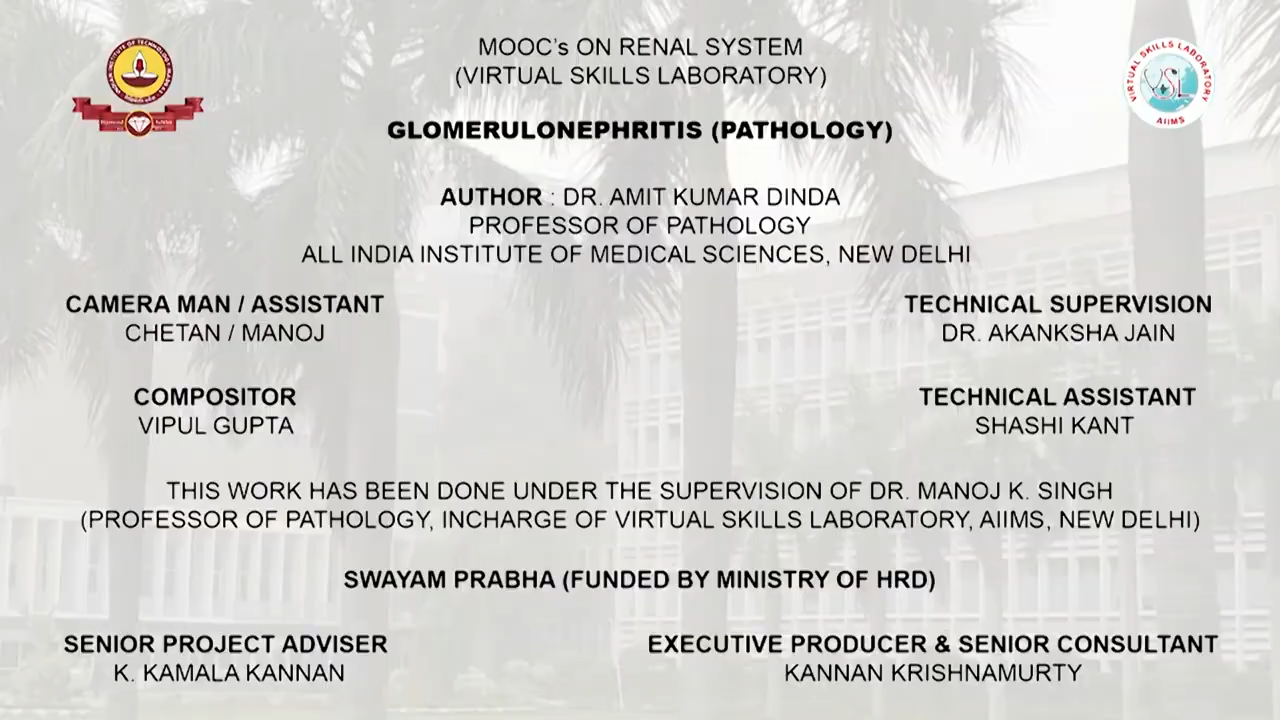 MOOC's ON RENAL SYSTEM
(VIRTUAL SKILLS LABORATORY)
GLOMERULONEPHRITIS (PATHOLOGY)
AUTHOR : DR. AMIT KUMAR DINDA
PROFESSOR OF PATHOLOGY
ALL INDIA INSTITUTE OF MEDICAL SCIENCES, NEW DELHI
CAMERA MAN / ASSISTANT
CHETAN / MANOJ
TECHNICAL SUPERVISION
DR. AKANKSHA JAIN
COMPOSITOR
VIPUL GUPTA
TECHNICAL ASSISTANT
SHASHI KANT
THIS WORK HAS BEEN DONE UNDER THE SUPERVISION OF DR. MANOJ K. SINGH
(PROFESSOR OF PATHOLOGY, INCHARGE OF VIRTUAL SKILLS LABORATORY, AIIMS, NEW DELHI)
SWAYAM PRABHA (FUNDED BY MINISTRY OF HRD)
SENIOR PROJECT ADVISER
K. KAMALA KANNAN
EXECUTIVE PRODUCER & SENIOR CONSULTANT
KANNAN KRISHNAMURTY
VIRTUAL SKILLS LABORATORY
VSL
AIIMS